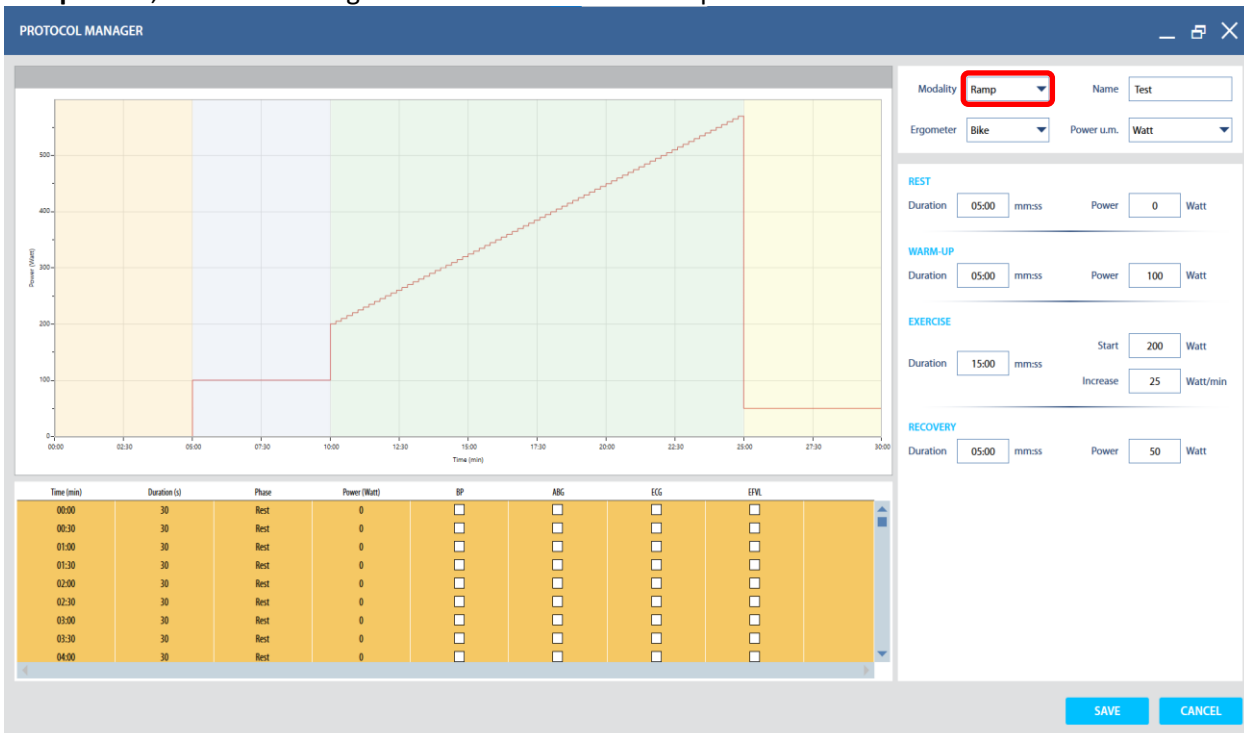 PROTOCOL MANAGER
Modality Ramp Name Test
Ergometer Bike Power u.m. Watt
REST
Duration 05:00 mm:ss Power 0 Watt
WARM-UP
Duration 05:00 mm:ss Power 100 Watt
EXERCISE
Start 200 Watt
Duration 15:00 mm:ss
Increase 25 Watt/min
RECOVERY
Duration 05:00 mm:ss Power 50 Watt
Power (Watt)
500
400
300
200
100
0
00:00 02:30 05:00 07:30 10:00 12:30 15:00 17:30 20:00 22:30 25:00 27:30 30:00
Time (min)
Time (min) Duration (s) Phase Power (Watt) BP ABG ECG EFVL
00:00 30 Rest 0
00:30 30 Rest 0
01:00 30 Rest 0
01:30 30 Rest 0
02:00 30 Rest 0
02:30 30 Rest 0
03:00 30 Rest 0
03:30 30 Rest 0
04:00 30 Rest 0
SAVE CANCEL